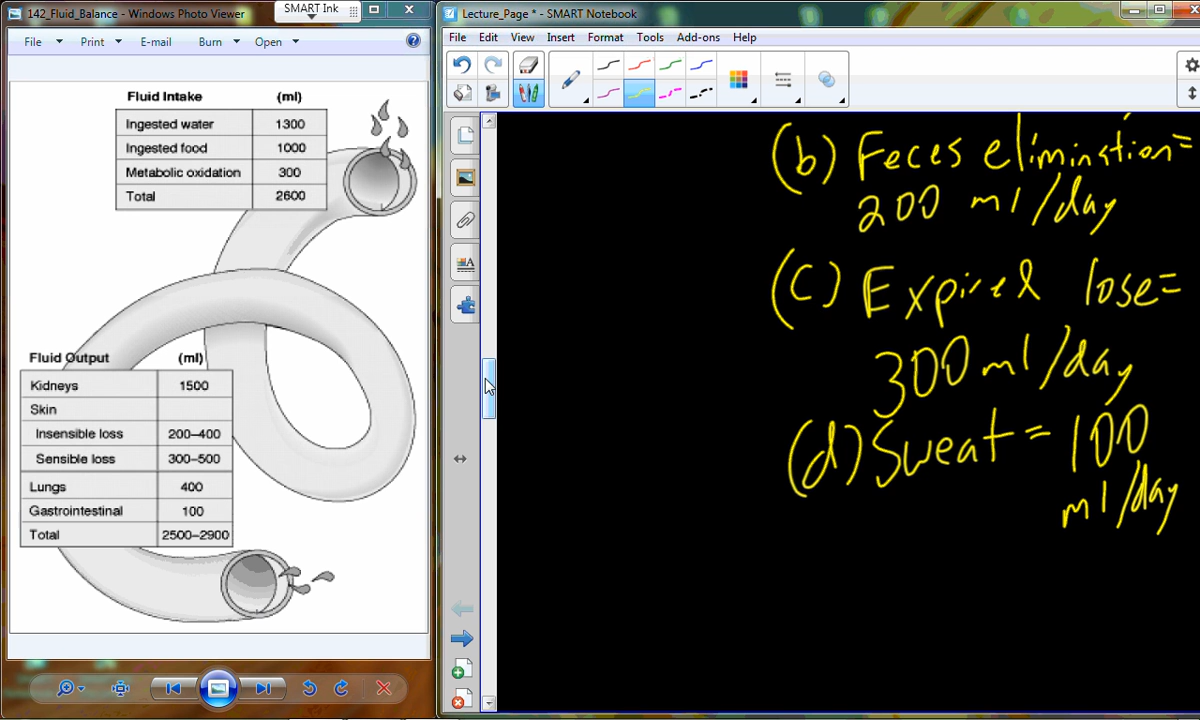 142_Fluid_Balance - Windows Photo Viewer
SMART Ink
File Print E-mail Burn Open
Fluid Intake (ml)
Ingested water 1300
Ingested food 1000
Metabolic oxidation 300
Total 2600
Fluid Output (ml)
Kidneys 1500
Skin
Insensible loss 200–400
Sensible loss 300–500
Lungs 400
Gastrointestinal 100
Total 2500–2900
Lecture_Page * - SMART Notebook
File Edit View Insert Format Tools Add-ons Help
(b) Feces elimination=
200 ml/day
(c) Expired lose=
300 ml/day
(d) Sweat = 100
ml/day